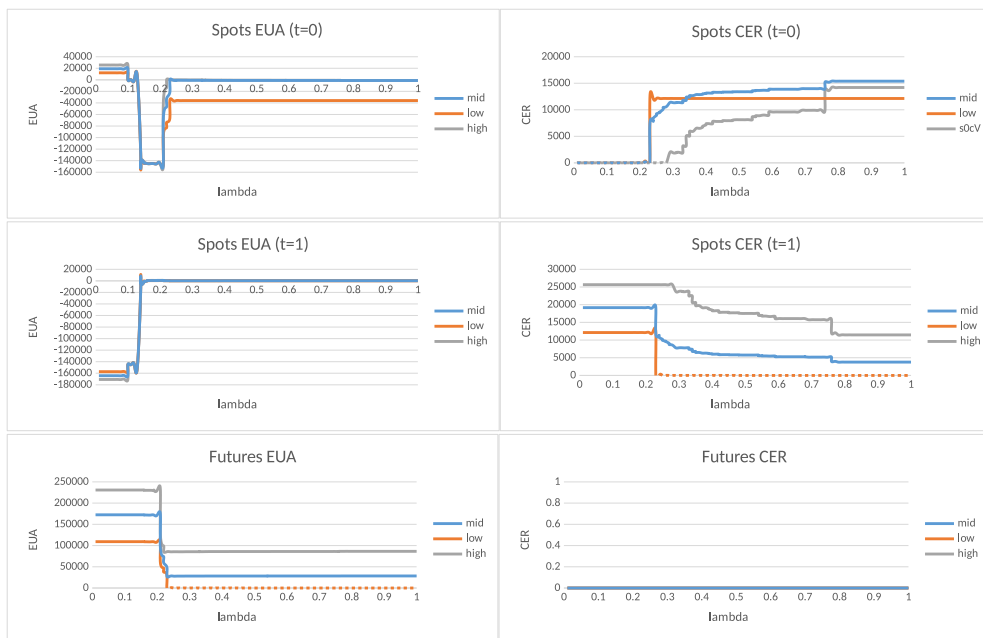 Spots EUA (t=0)
40000
20000
0
-20000
-40000
-60000
-80000
-100000
-120000
-140000
-160000
0 0.1 0.2 0.3 0.4 0.5 0.6 0.7 0.8 0.9 1
EUA
lambda
mid
low
high
Spots CER (t=0)
20000
15000
10000
5000
0
0 0.1 0.2 0.3 0.4 0.5 0.6 0.7 0.8 0.9 1
CER
lambda
mid
low
s0cV
Spots EUA (t=1)
20000
0
-20000
-40000
-60000
-80000
-100000
-120000
-140000
-160000
-180000
0 0.1 0.2 0.3 0.4 0.5 0.6 0.7 0.8 0.9 1
EUA
lambda
mid
low
high
Spots CER (t=1)
30000
25000
20000
15000
10000
5000
0
0 0.1 0.2 0.3 0.4 0.5 0.6 0.7 0.8 0.9 1
CER
lambda
mid
low
high
Futures EUA
250000
200000
150000
100000
50000
0
0 0.1 0.2 0.3 0.4 0.5 0.6 0.7 0.8 0.9 1
EUA
lambda
mid
low
high
Futures CER
1
0.8
0.6
0.4
0.2
0
0 0.1 0.2 0.3 0.4 0.5 0.6 0.7 0.8 0.9 1
CER
lambda
mid
low
high